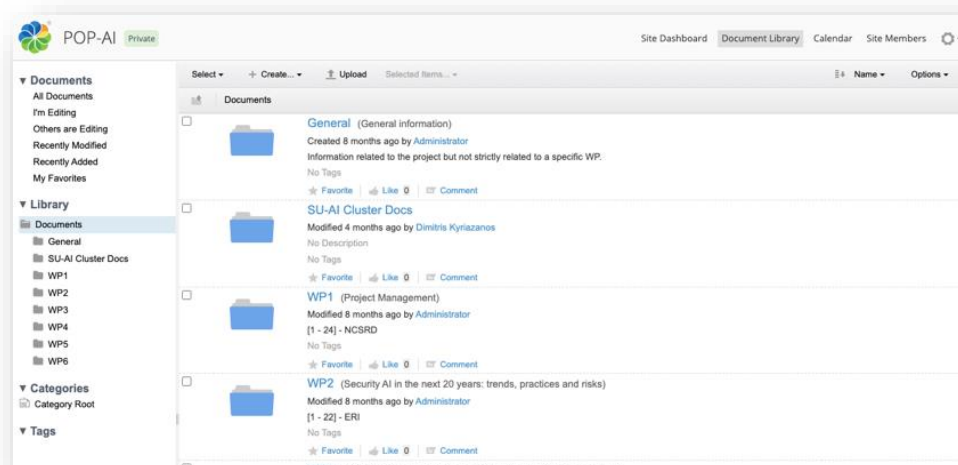 POP-AI Private
Site Dashboard Document Library Calendar Site Members
Select + Create... Upload Selected Items... Name Options
Documents
All Documents
I'm Editing
Others are Editing
Recently Modified
Recently Added
My Favorites
Library
Documents
General
SU-AI Cluster Docs
WP1
WP2
WP3
WP4
WP5
WP6
Categories
Category Root
Tags
Documents
General (General information)
Created 8 months ago by Administrator
Information related to the project but not strictly related to a specific WP.
No Tags
Favorite Like 0 Comment
SU-AI Cluster Docs
Modified 4 months ago by Dimitris Kyriazanos
No Description
No Tags
Favorite Like 0 Comment
WP1 (Project Management)
Modified 8 months ago by Administrator
[1 - 24] - NCSRD
No Tags
Favorite Like 0 Comment
WP2 (Security AI in the next 20 years: trends, practices and risks)
Modified 8 months ago by Administrator
[1 - 22] - ERI
No Tags
Favorite Like 0 Comment